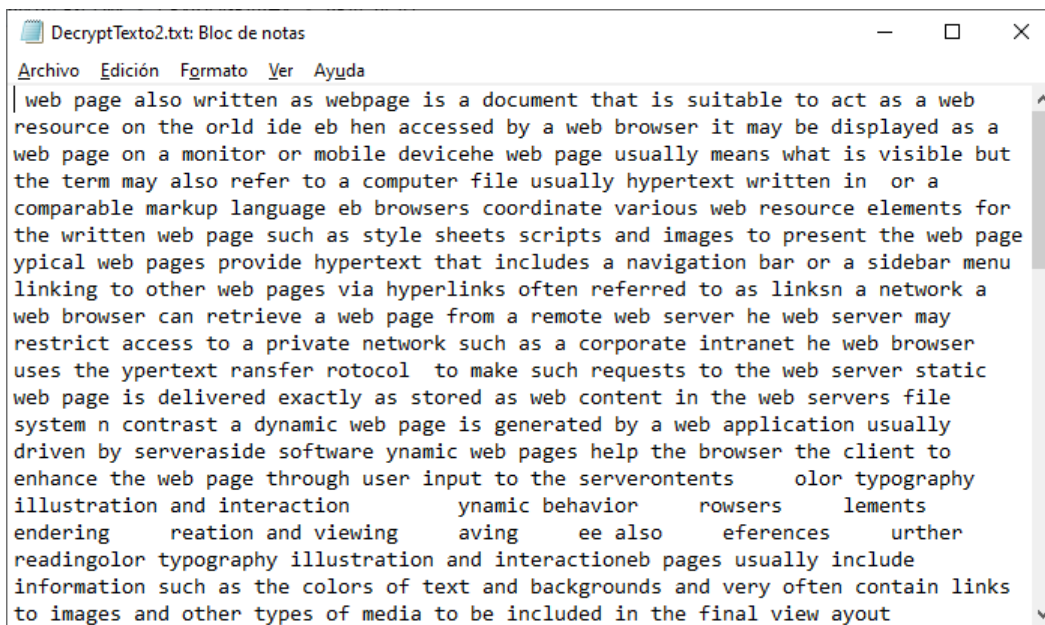 DecryptTexto2.txt: Bloc de notas
Archivo Edición Formato Ver Ayuda
web page also written as webpage is a document that is suitable to act as a web
resource on the orld ide eb hen accessed by a web browser it may be displayed as a
web page on a monitor or mobile devicehe web page usually means what is visible but
the term may also refer to a computer file usually hypertext written in  or a
comparable markup language eb browsers coordinate various web resource elements for
the written web page such as style sheets scripts and images to present the web page
ypical web pages provide hypertext that includes a navigation bar or a sidebar menu
linking to other web pages via hyperlinks often referred to as linksn a network a
web browser can retrieve a web page from a remote web server he web server may
restrict access to a private network such as a corporate intranet he web browser
uses the ypertext ransfer rotocol  to make such requests to the web server static
web page is delivered exactly as stored as web content in the web servers file
system n contrast a dynamic web page is generated by a web application usually
driven by serveraside software ynamic web pages help the browser the client to
enhance the web page through user input to the serverontents     olor typography
illustration and interaction         ynamic behavior     rowsers     lements
endering     reation and viewing     aving     ee also     eferences     urther
readingolor typography illustration and interactioneb pages usually include
information such as the colors of text and backgrounds and very often contain links
to images and other types of media to be included in the final view ayout